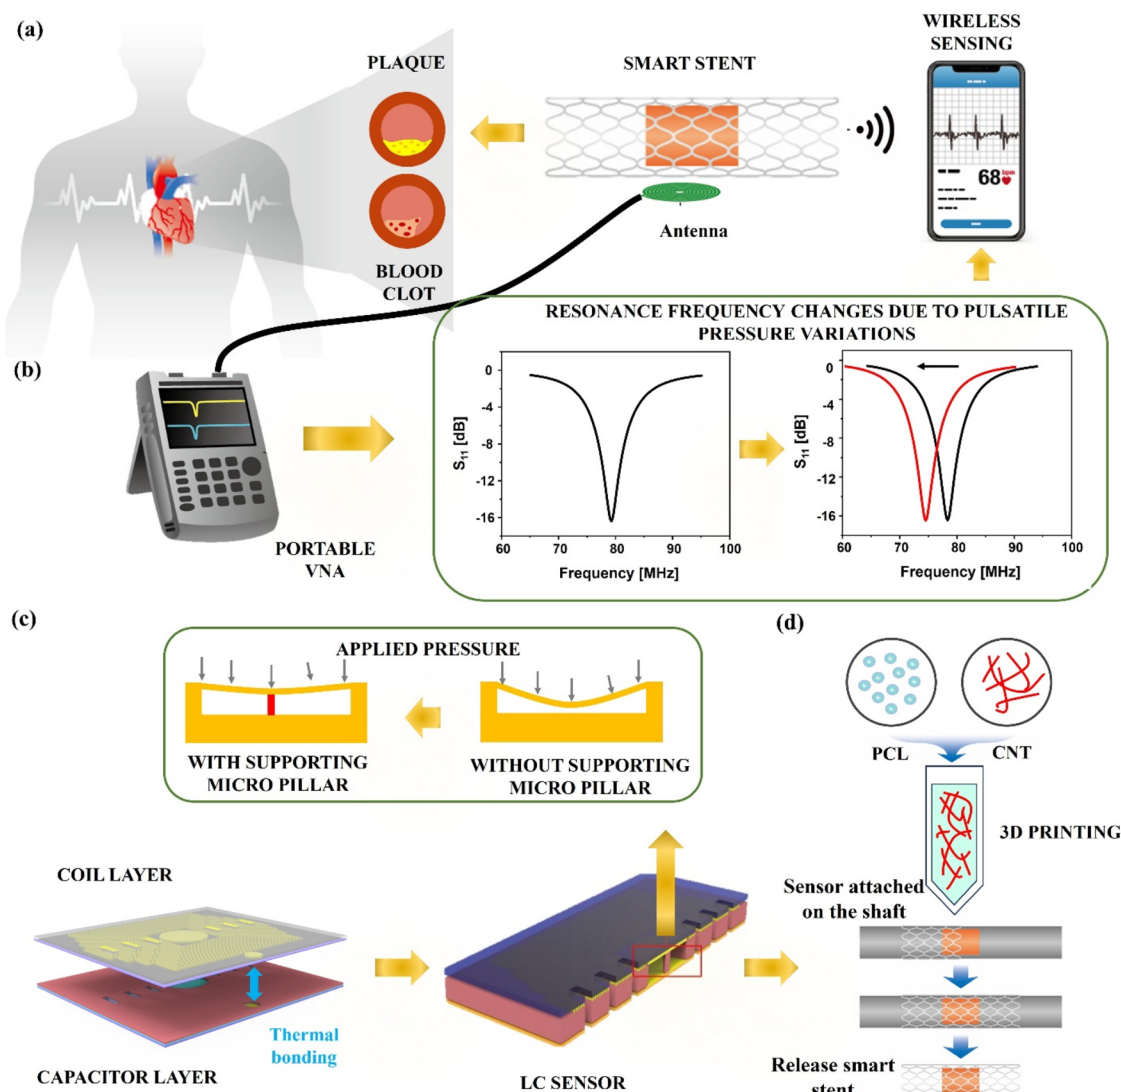 (a)
PLAQUE
BLOOD
CLOT
SMART STENT
Antenna
WIRELESS
SENSING
68 bpm
(b)
PORTABLE
VNA
RESONANCE FREQUENCY CHANGES DUE TO PULSATILE
PRESSURE VARIATIONS
S11 [dB]
0
-4
-8
-12
-16
60 70 80 90 100
Frequency [MHz]
S11 [dB]
0
-4
-8
-12
-16
60 70 80 90 100
Frequency [MHz]
(c)
APPLIED PRESSURE
WITH SUPPORTING
MICRO PILLAR
WITHOUT SUPPORTING
MICRO PILLAR
COIL LAYER
Thermal
bonding
CAPACITOR LAYER
LC SENSOR
(d)
PCL
CNT
3D PRINTING
Sensor attached
on the shaft
Release smart
stent